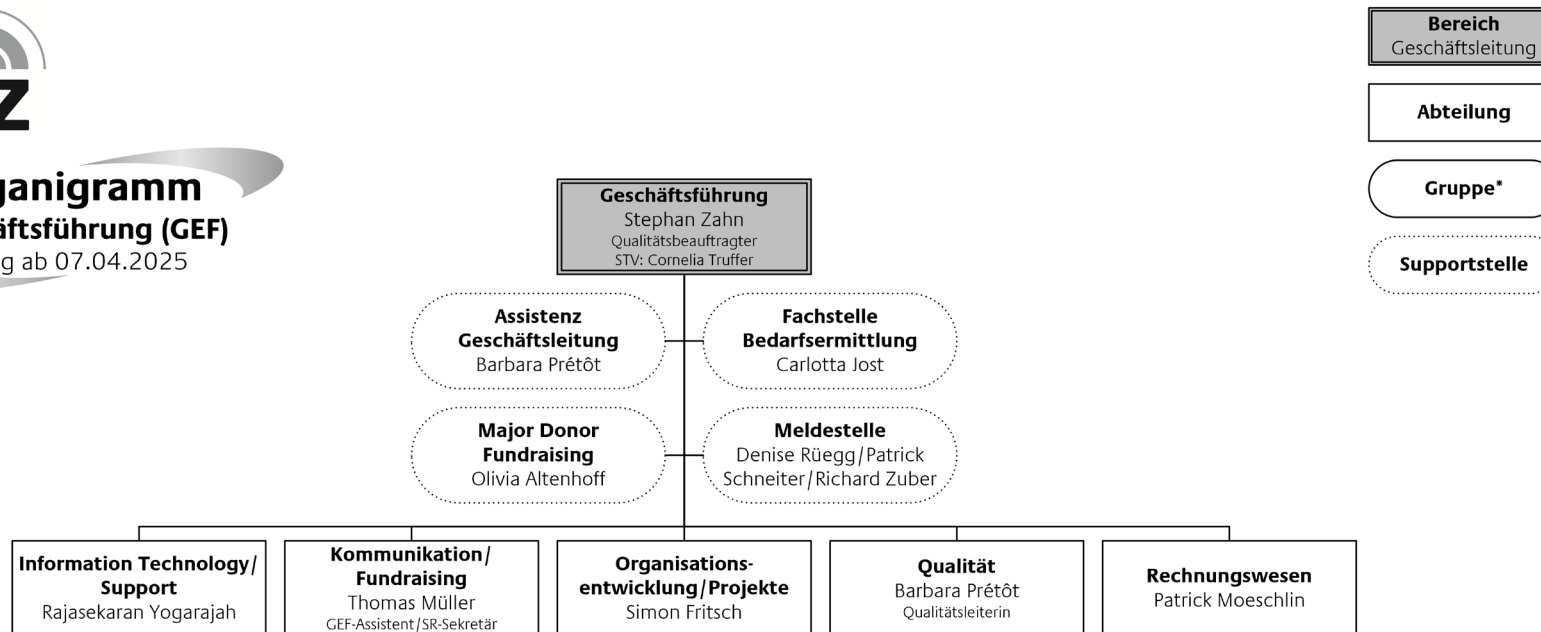 Z
ganigramm
äftsführung (GEF)
g ab 07.04.2025
Bereich
Geschäftsleitung
Abteilung
Gruppe*
Supportstelle
Geschäftsführung
Stephan Zahn
Qualitätsbeauftragter
STV: Cornelia Truffer
Assistenz
Geschäftsleitung
Barbara Prétôt
Fachstelle
Bedarfsermittlung
Carlotta Jost
Major Donor
Fundraising
Olivia Altenhoff
Meldestelle
Denise Rüegg/Patrick
Schneiter/Richard Zuber
Information Technology/
Support
Rajasekaran Yogarajah
Kommunikation/
Fundraising
Thomas Müller
GEF-Assistent/SR-Sekretär
Organisations-
entwicklung/Projekte
Simon Fritsch
Qualität
Barbara Prétôt
Qualitätsleiterin
Rechnungswesen
Patrick Moeschlin